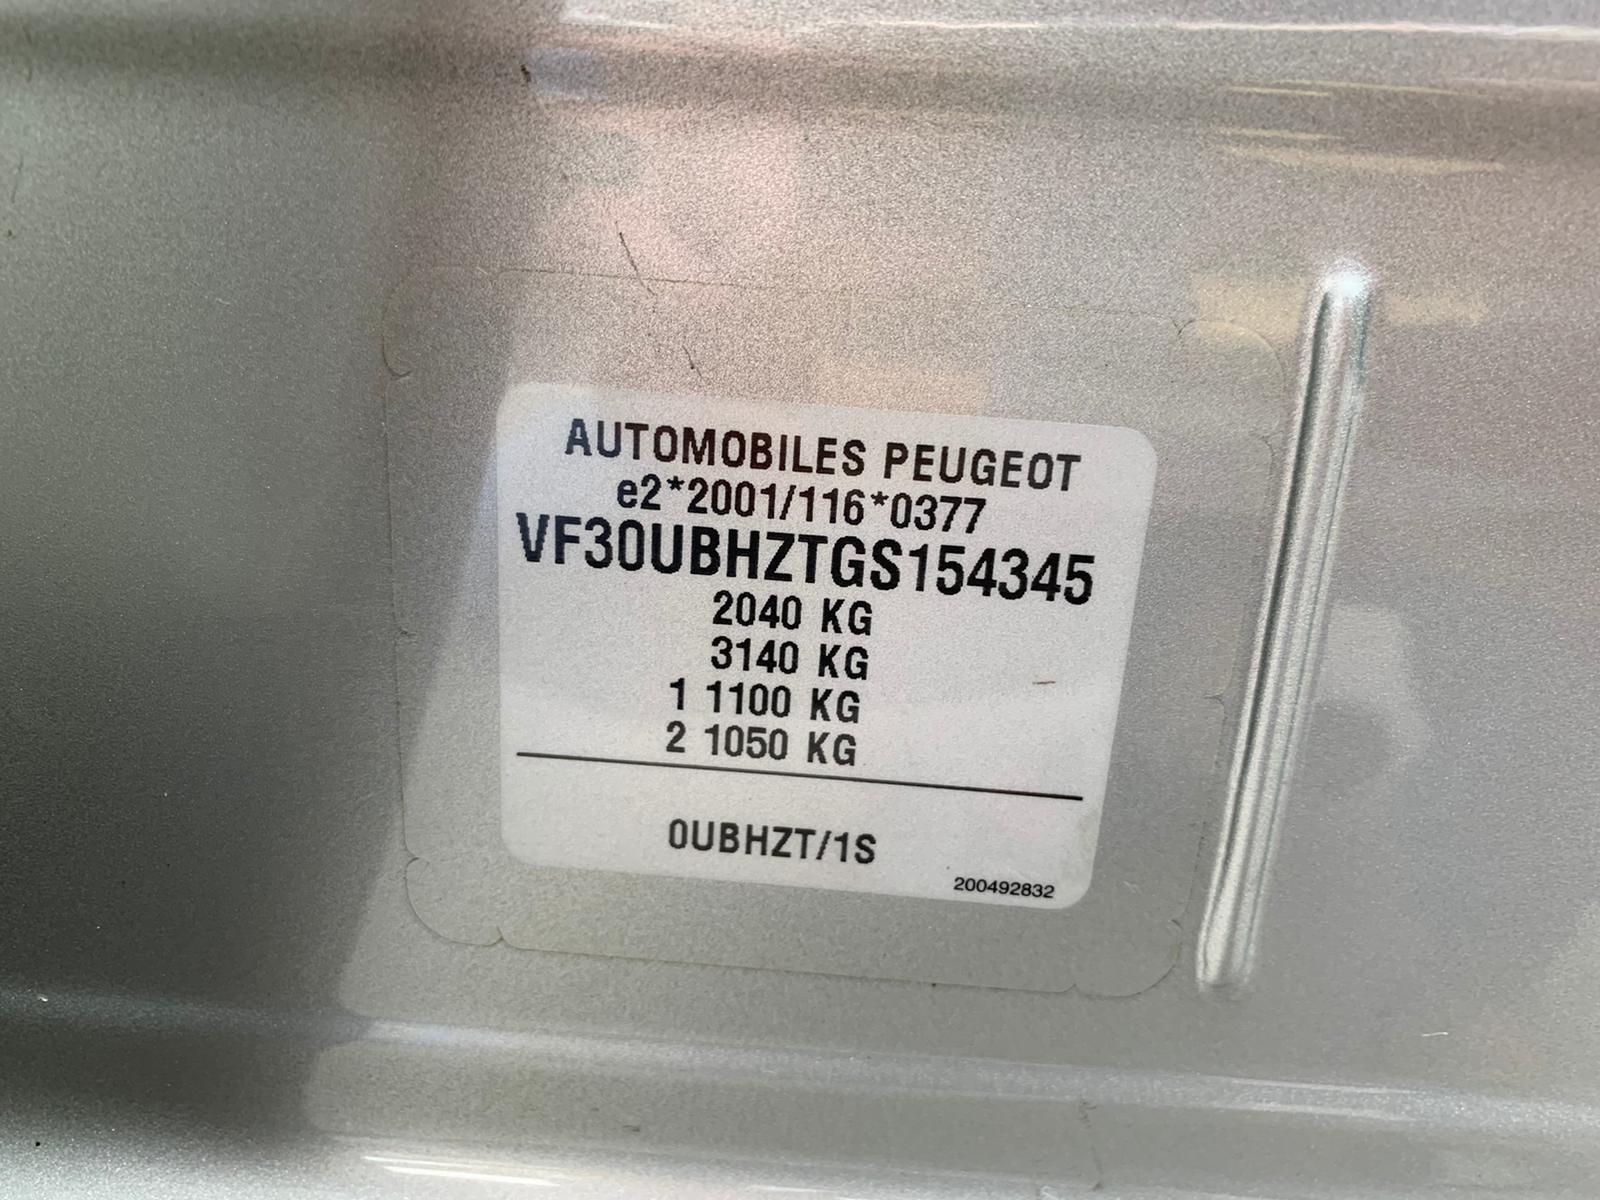 AUTOMOBILES PEUGEOT
e2*2001/116*0377
VF30UBHZTGS154345
2040 KG
3140 KG
1 1100 KG
2 1050 KG
0UBHZT/1S
200492832